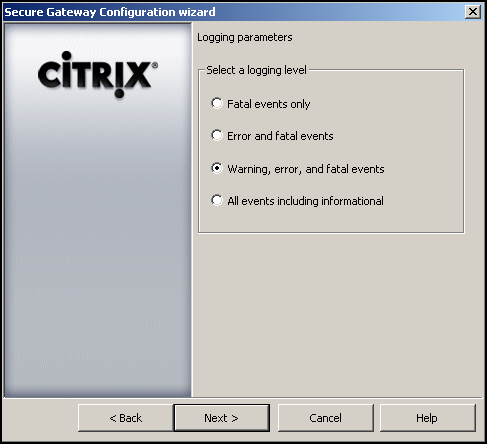 Secure Gateway Configuration wizard
CITRIX®
Logging parameters
Select a logging level
Fatal events only
Error and fatal events
Warning, error, and fatal events
All events including informational
< Back
Next >
Cancel
Help